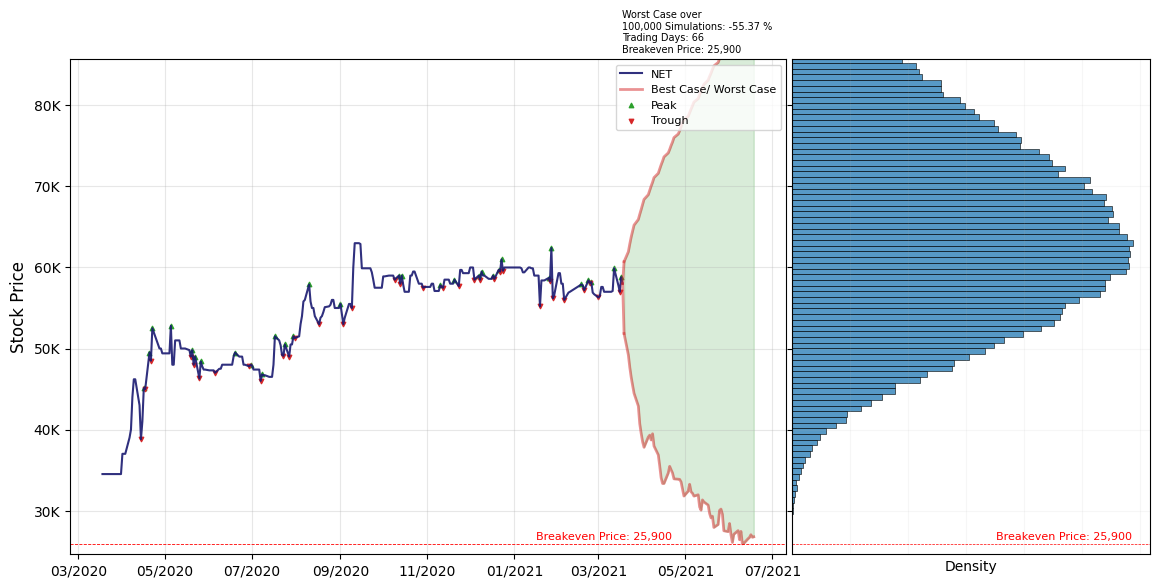 Worst Case over
100,000 Simulations: -55.37 %
Trading Days: 66
Breakeven Price: 25,900
NET
Best Case/ Worst Case
Peak
Trough
Stock Price
80K
70K
60K
50K
40K
30K
Breakeven Price: 25,900
Breakeven Price: 25,900
03/2020
05/2020
07/2020
09/2020
11/2020
01/2021
03/2021
05/2021
07/2021
Density